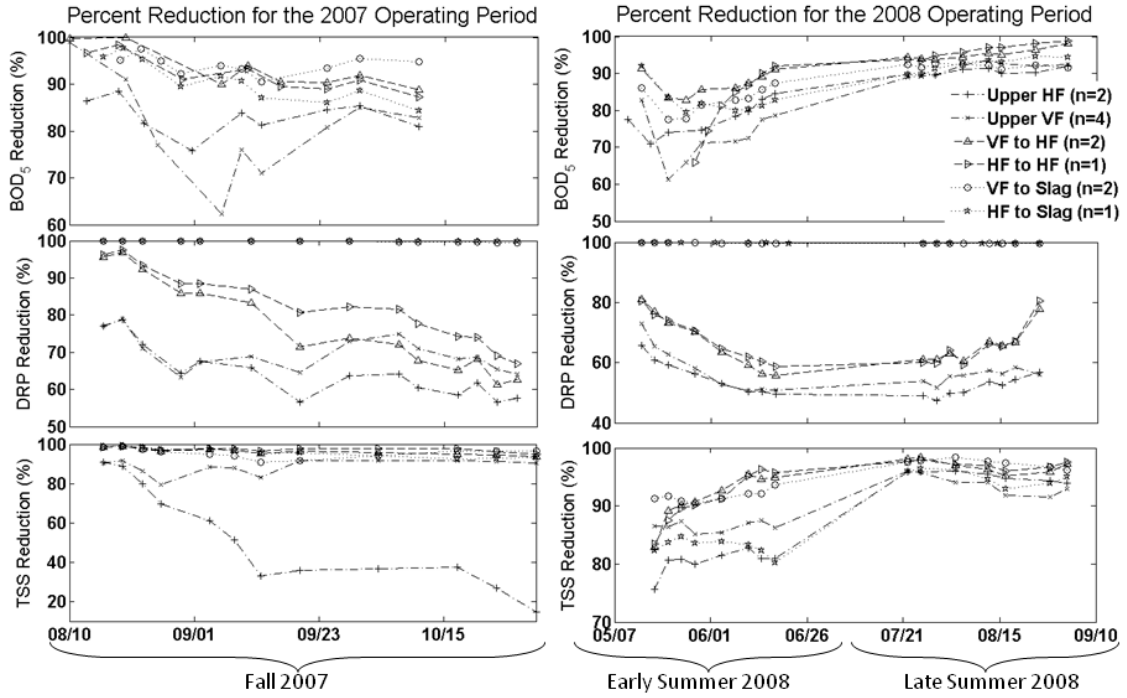 Percent Reduction for the 2007 Operating Period
BOD5 Reduction (%)
100
90
80
70
60
DRP Reduction (%)
100
90
80
70
60
50
TSS Reduction (%)
100
80
60
40
20
08/10 09/01 09/23 10/15
Fall 2007
Percent Reduction for the 2008 Operating Period
BOD5 Reduction (%)
100
90
80
70
60
50
Upper HF (n=2)
Upper VF (n=4)
VF to HF (n=2)
HF to HF (n=1)
VF to Slag (n=2)
HF to Slag (n=1)
DRP Reduction (%)
100
80
60
40
TSS Reduction (%)
100
90
80
70
05/07 06/01 06/26 07/21 08/15 09/10
Early Summer 2008 Late Summer 2008